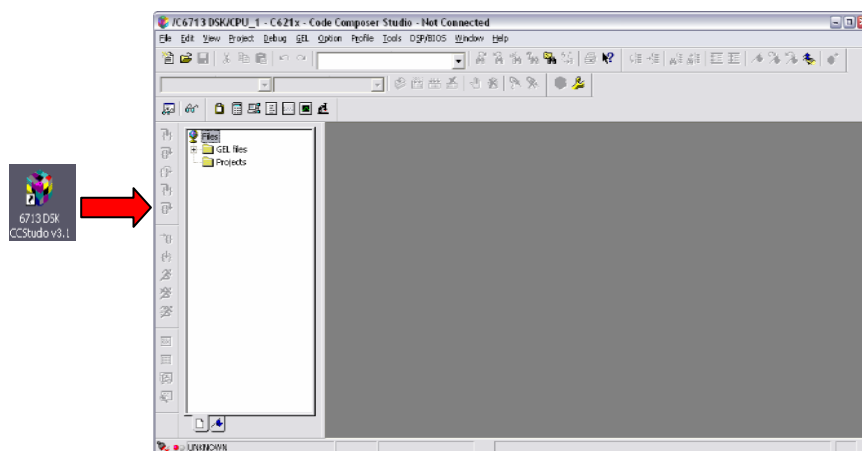 /C6713 DSK/CPU_1 - C621x - Code Composer Studio - Not Connected
File Edit View Project Debug GEL Option Profile Tools DSP/BIOS Window Help
Files
GEL files
Projects
6713 DSK
CCStudio v3.1
UNKNOWN